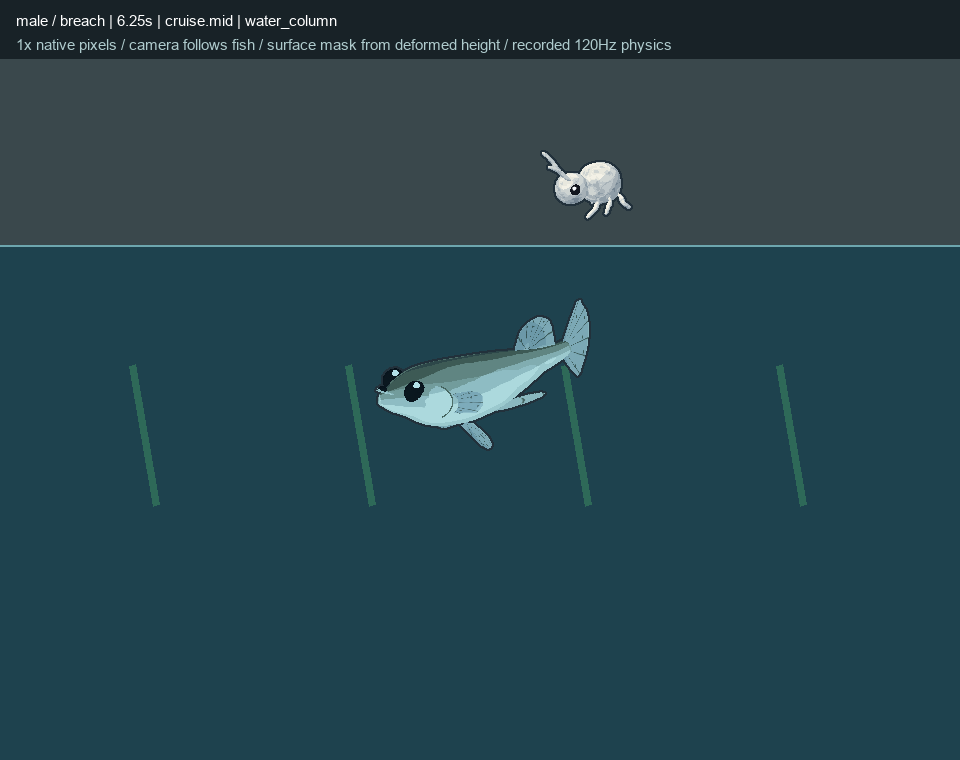 male / breach | 6.25s | cruise.mid | water_column
1x native pixels / camera follows fish / surface mask from deformed height / recorded 120Hz physics